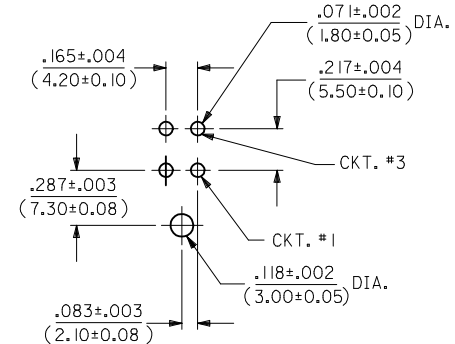 .071±.002
(1.80±0.05) DIA.
.165±.004
(4.20±0.10)
.217±.004
(5.50±0.10)
CKT. #3
.287±.003
(7.30±0.08)
CKT. #1
.118±.002
(3.00±0.05) DIA.
.083±.003
(2.10±0.08)